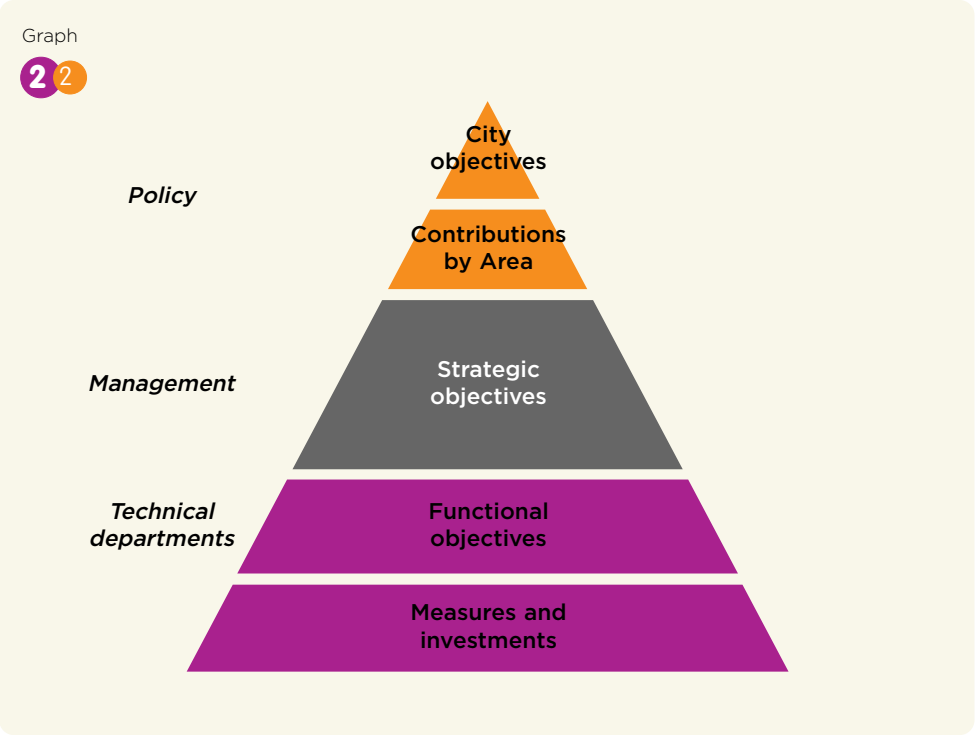 Graph
2 2
City
objectives
Policy
Contributions
by Area
Strategic
objectives
Management
Functional
objectives
Technical
departments
Measures and
investments